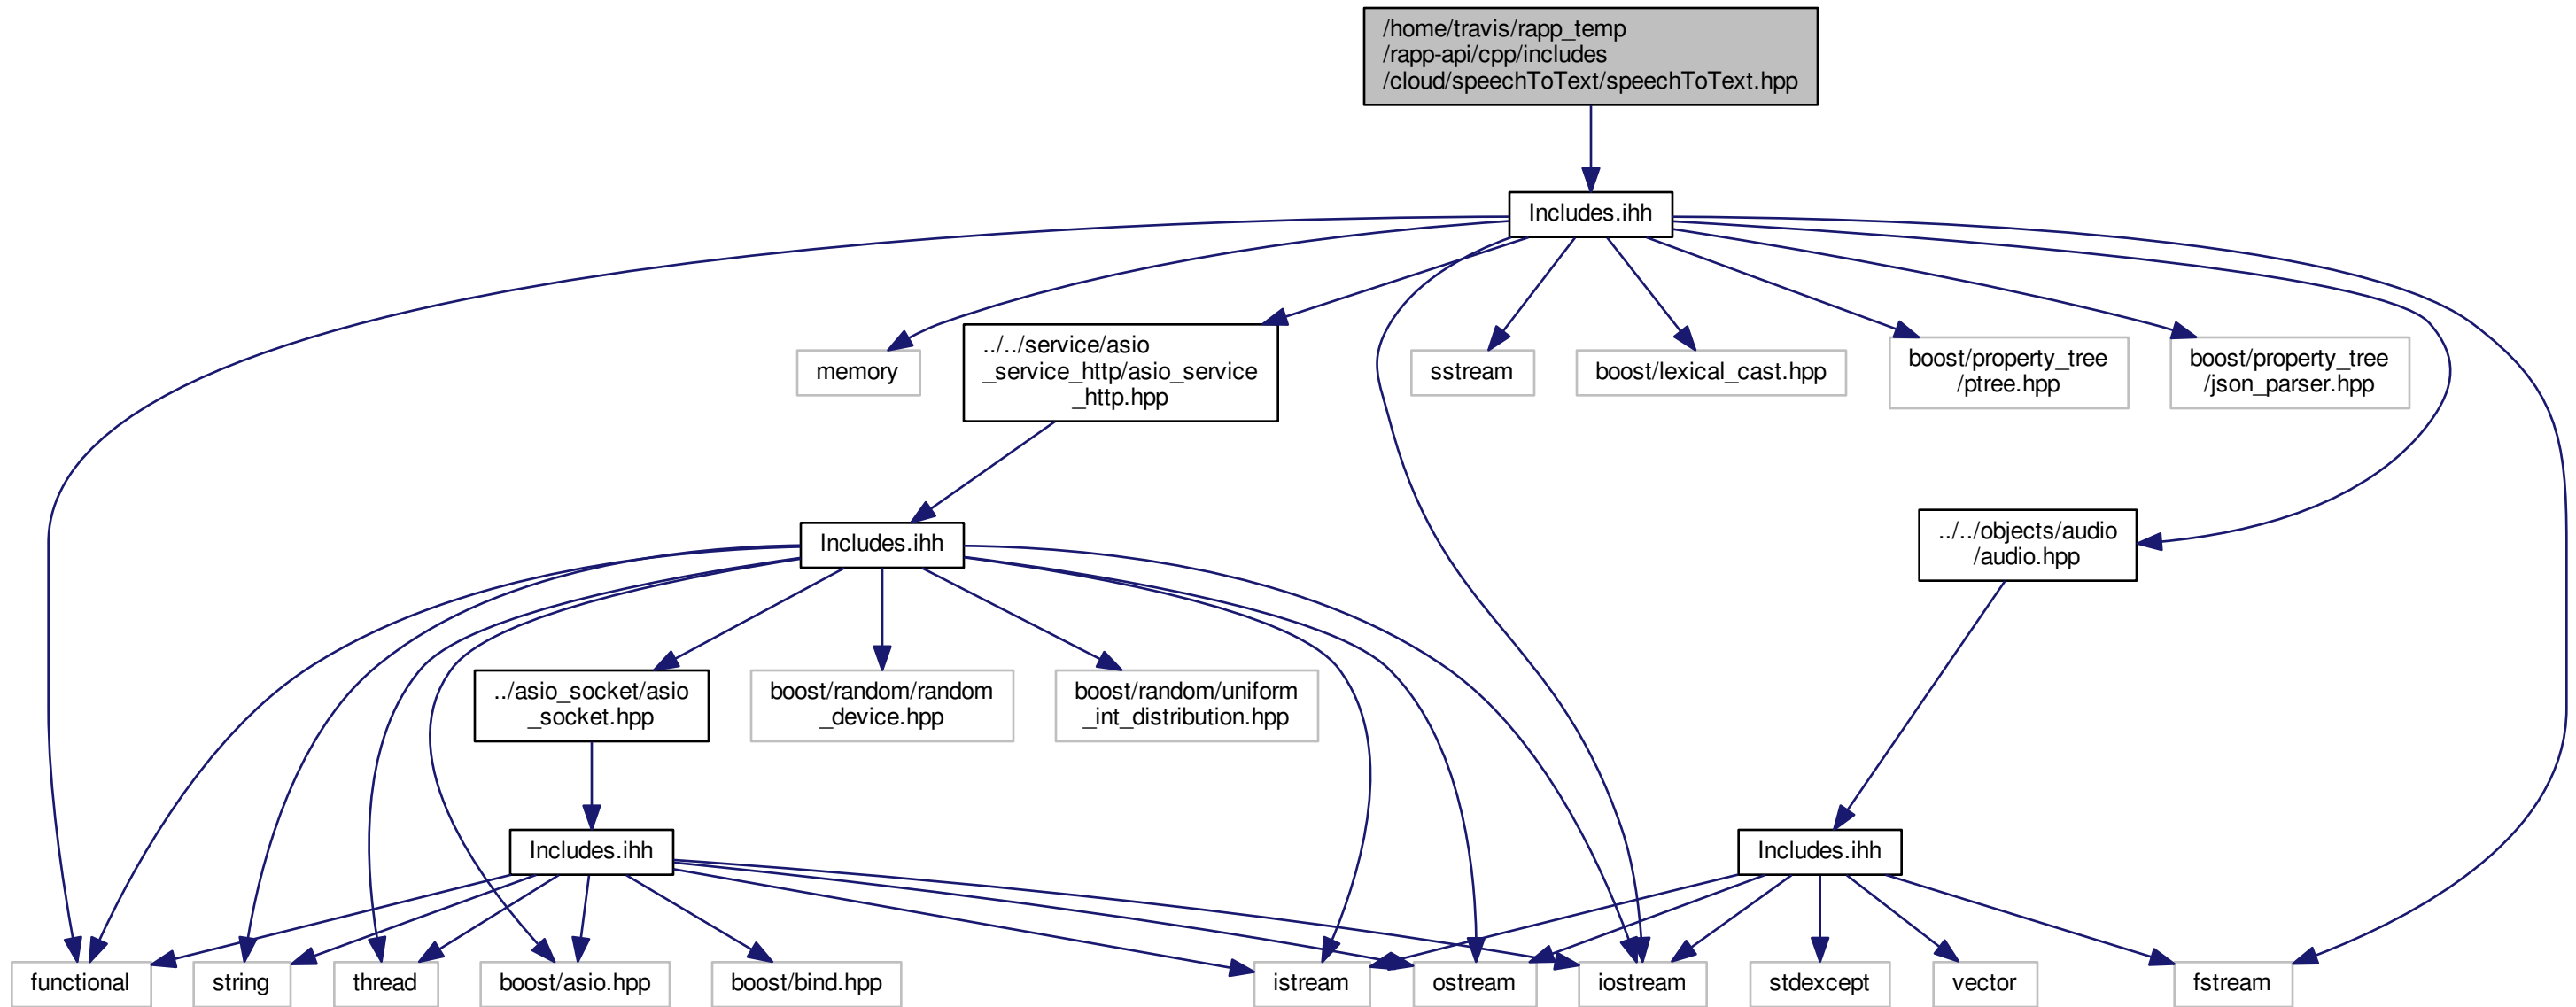 /home/travis/rapp_temp
/rapp-api/cpp/includes
/cloud/speechToText/speechToText.hpp
Includes.ihh
memory
../../service/asio
_service_http/asio_service
_http.hpp
sstream
boost/lexical_cast.hpp
boost/property_tree
/ptree.hpp
boost/property_tree
/json_parser.hpp
Includes.ihh
../../objects/audio
/audio.hpp
../asio_socket/asio
_socket.hpp
boost/random/random
_device.hpp
boost/random/uniform
_int_distribution.hpp
Includes.ihh
Includes.ihh
functional
string
thread
boost/asio.hpp
boost/bind.hpp
istream
ostream
iostream
stdexcept
vector
fstream